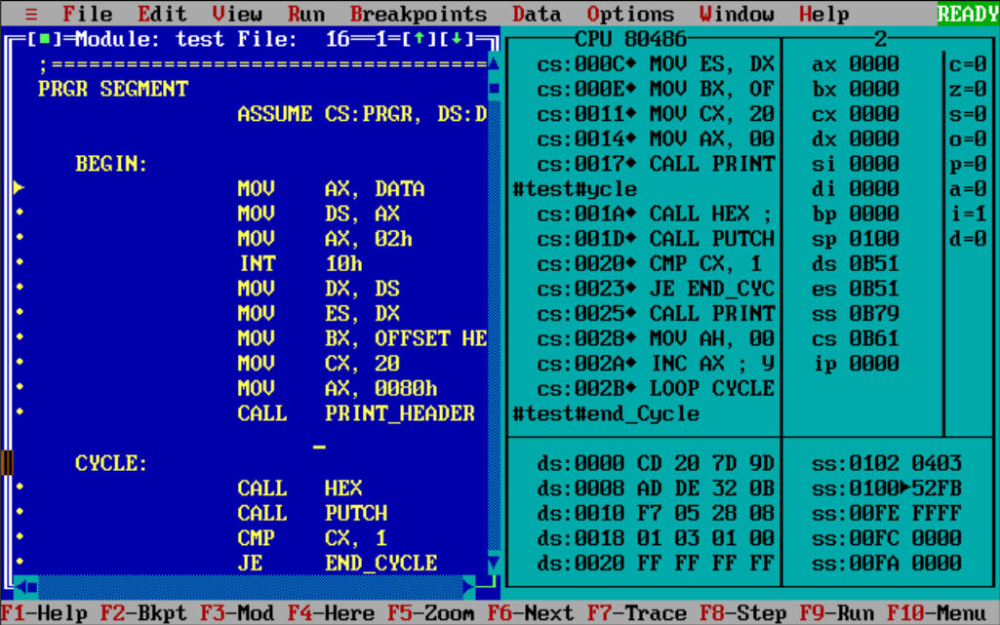 ≡ File Edit View Run Breakpoints Data Options Window Help READY
[■]=Module: test File: 16=1=[↑][↓]
;===================================
PRGR SEGMENT
ASSUME CS:PRGR, DS:D
BEGIN:
MOV AX, DATA
MOV DS, AX
MOV AX, 02h
INT 10h
MOV DX, DS
MOV ES, DX
MOV BX, OFFSET HE
MOV CX, 20
MOV AX, 0080h
CALL PRINT_HEADER
CYCLE:
CALL HEX
CALL PUTCH
CMP CX, 1
JE END_CYCLE
CPU 80486
cs:000C♦ MOV ES, DX
cs:000E♦ MOV BX, OF
cs:0011♦ MOV CX, 20
cs:0014♦ MOV AX, 00
cs:0017♦ CALL PRINT
#test#ycle
cs:001A♦ CALL HEX ;
cs:001D♦ CALL PUTCH
cs:0020♦ CMP CX, 1
cs:0023♦ JE END_CYC
cs:0025♦ CALL PRINT
cs:0028♦ MOV AH, 00
cs:002A♦ INC AX ; У
cs:002B♦ LOOP CYCLE
#test#end_Cycle
2
ax 0000
bx 0000
cx 0000
dx 0000
si 0000
di 0000
bp 0000
sp 0100
ds 0B51
es 0B51
ss 0B79
cs 0B61
ip 0000
c=0
z=0
s=0
o=0
p=0
a=0
i=1
d=0
ds:0000 CD 20 7D 9D
ds:0008 AD DE 32 0B
ds:0010 F7 05 28 08
ds:0018 01 03 01 00
ds:0020 FF FF FF FF
ss:0102 0403
ss:0100►52FB
ss:00FE FFFF
ss:00FC 0000
ss:00FA 0000
F1-Help F2-Bkpt F3-Mod F4-Here F5-Zoom F6-Next F7-Trace F8-Step F9-Run F10-Menu